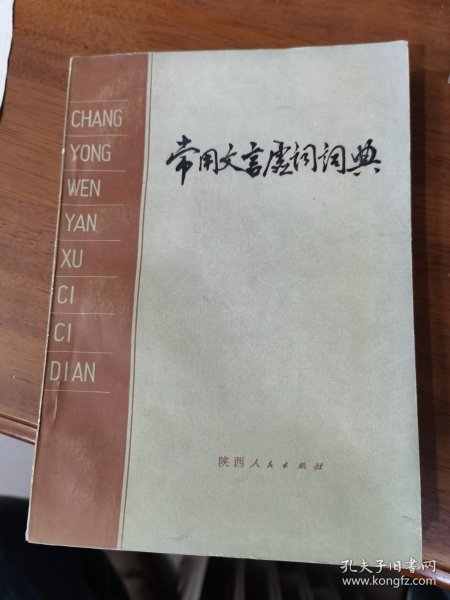 CHANG
YONG
WEN
YAN
XU
CI
CI
DIAN
常用文言虚词词典
陕西人民出版社
孔夫子旧书网
www.kongfz.com